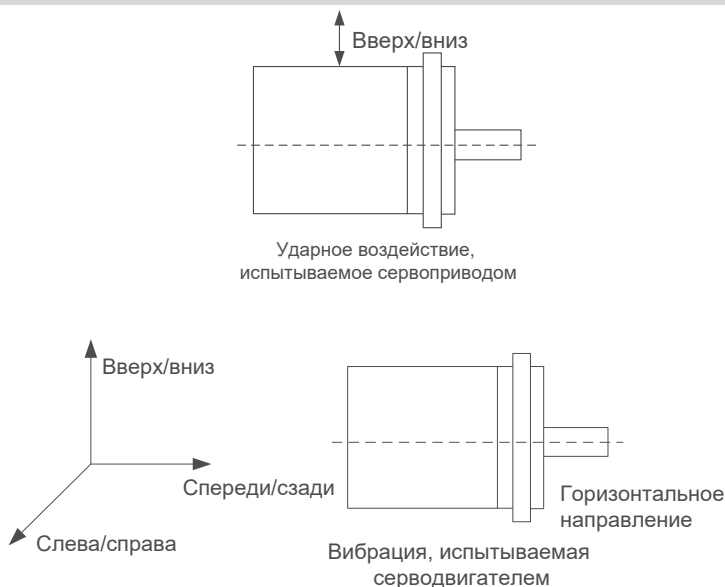 Вверх/вниз
Ударное воздействие,
испытываемое сервоприводом
Вверх/вниз
Спереди/сзади
Слева/справа
Горизонтальное
направление
Вибрация, испытываемая
серводвигателем